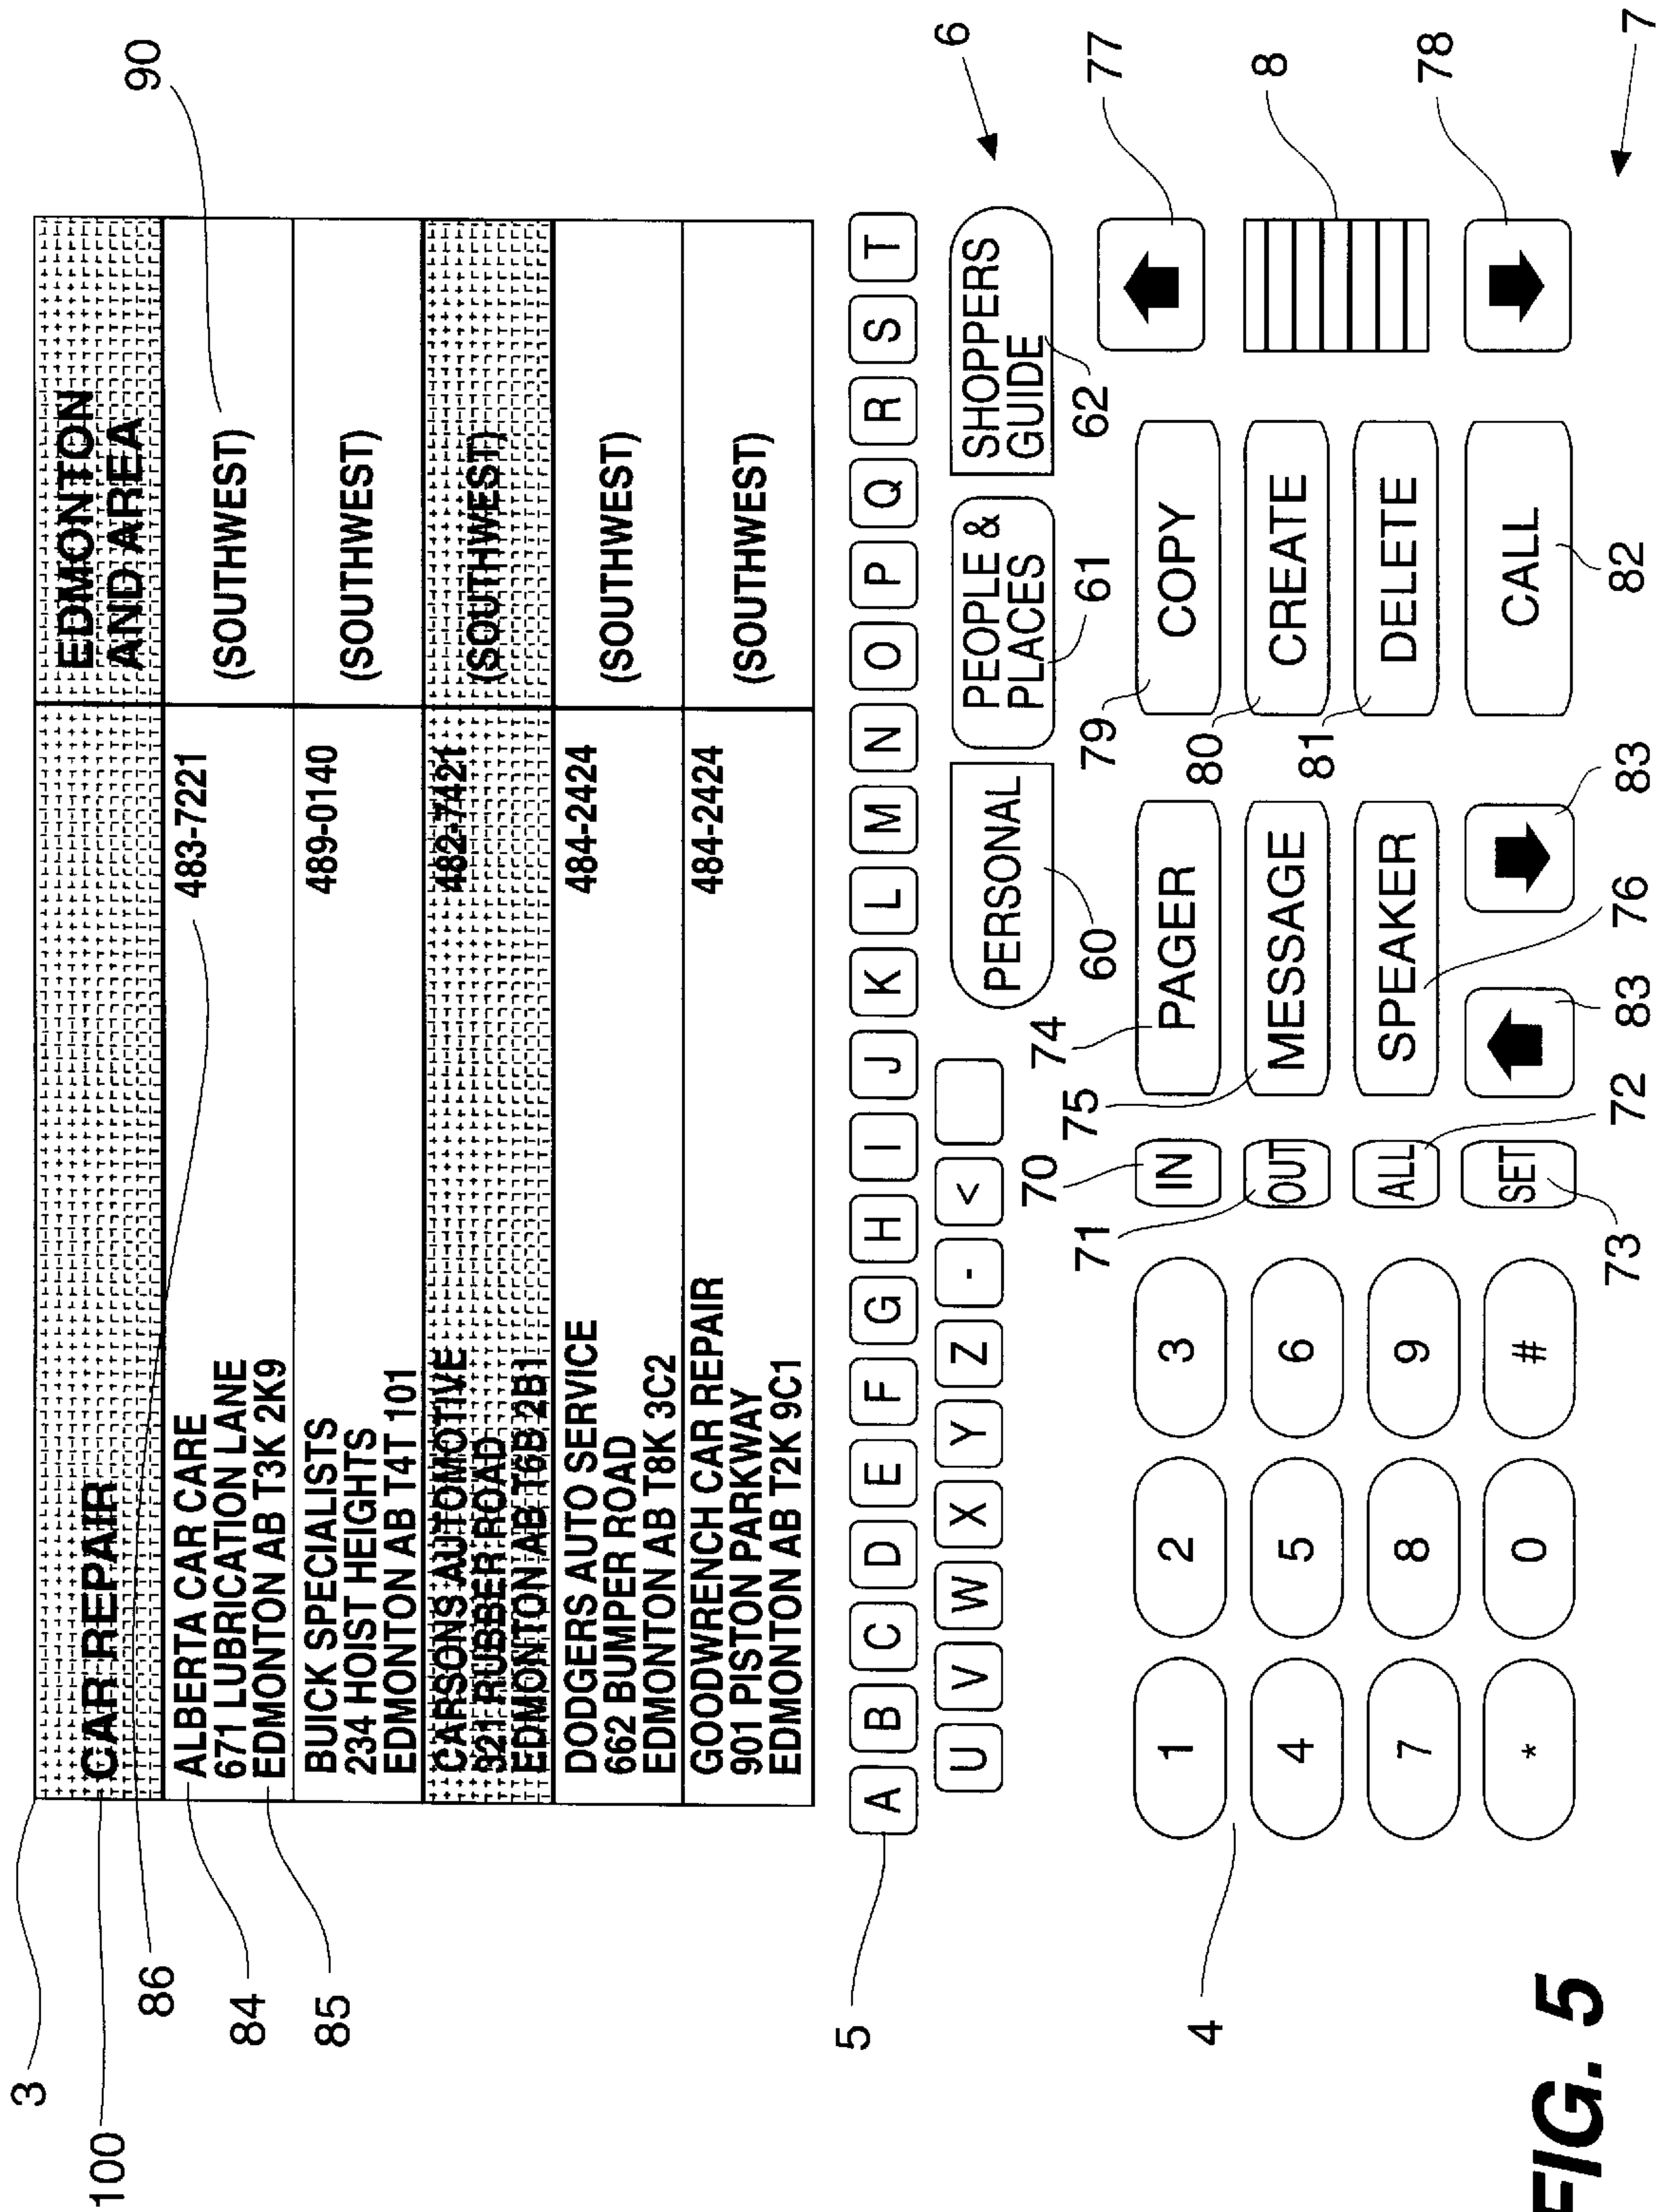 3
100
86
84
85
90
CAR REPAIR
EDMONTON
AND AREA
ALBERTA CAR CARE 483-7221 (SOUTHWEST)
671 LUBRICATION LANE
EDMONTON AB T3K 2K9
BUICK SPECIALISTS 489-0140 (SOUTHWEST)
234 HOIST HEIGHTS
EDMONTON AB T4T 101
CARSONS AUTOMOTIVE 482-7421 (SOUTHWEST)
321 RUBBER ROAD
EDMONTON AB T6B 2B1
DODGERS AUTO SERVICE 484-2424 (SOUTHWEST)
662 BUMPER ROAD
EDMONTON AB T8K 3C2
GOODWRENCH CAR REPAIR 484-2424 (SOUTHWEST)
901 PISTON PARKWAY
EDMONTON AB T2K 9C1
5
A B C D E F G H I J K L M N O P Q R S T
U V W X Y Z - <
PERSONAL
PEOPLE &
PLACES
SHOPPERS
GUIDE
6
60
61
62
70
74
79
77
1 2 3 IN PAGER COPY
71
75
80
4
4 5 6 OUT MESSAGE CREATE
8
81
7 8 9 ALL SPEAKER DELETE
78
* 0 # SET CALL
73
72
83
76
83
82
7
FIG. 5